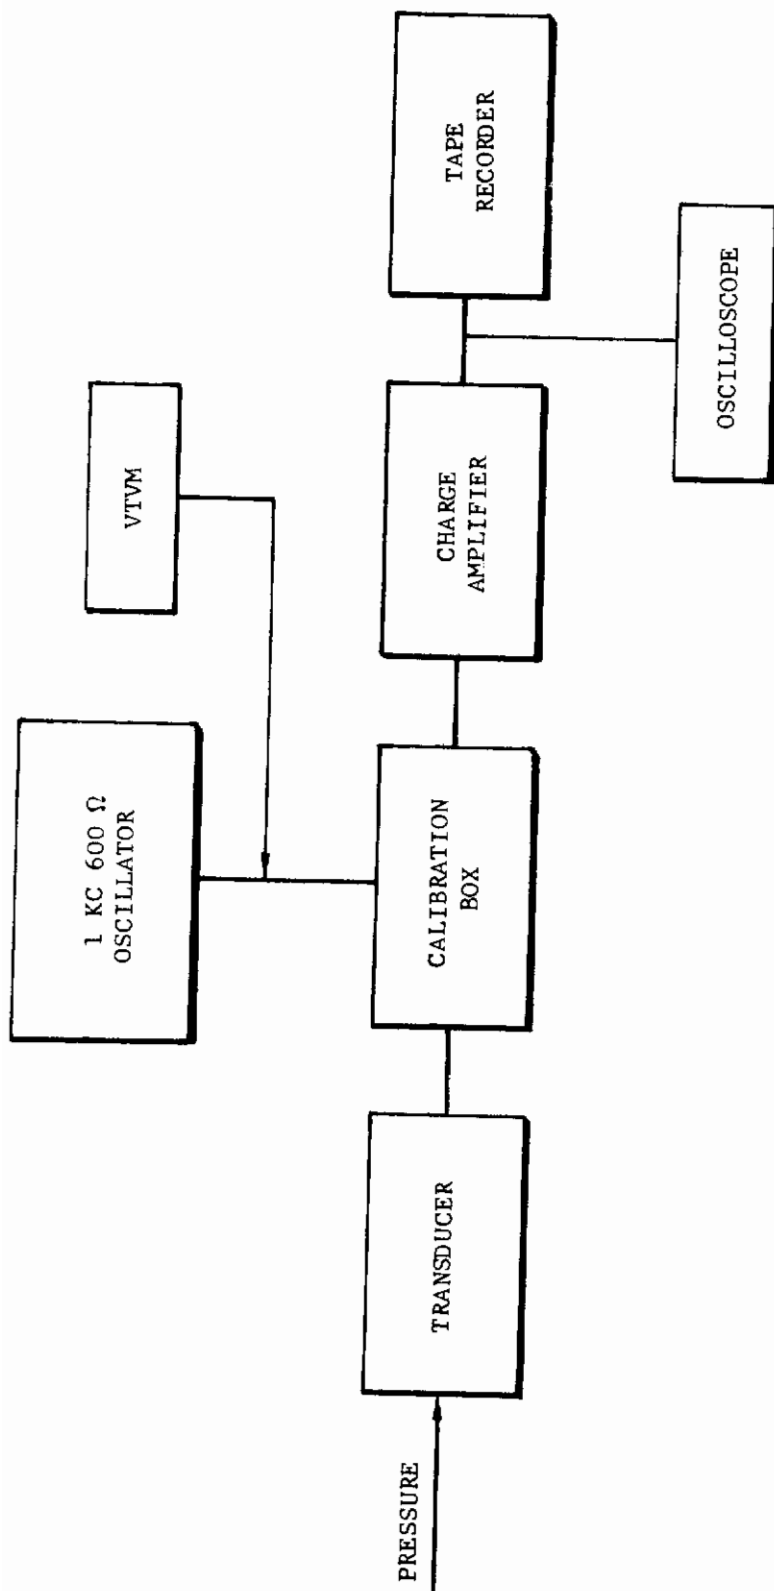 1 KC 600 Ω
OSCILLATOR
VTVM
PRESSURE
TRANSDUCER
CALIBRATION
BOX
CHARGE
AMPLIFIER
TAPE
RECORDER
OSCILLOSCOPE